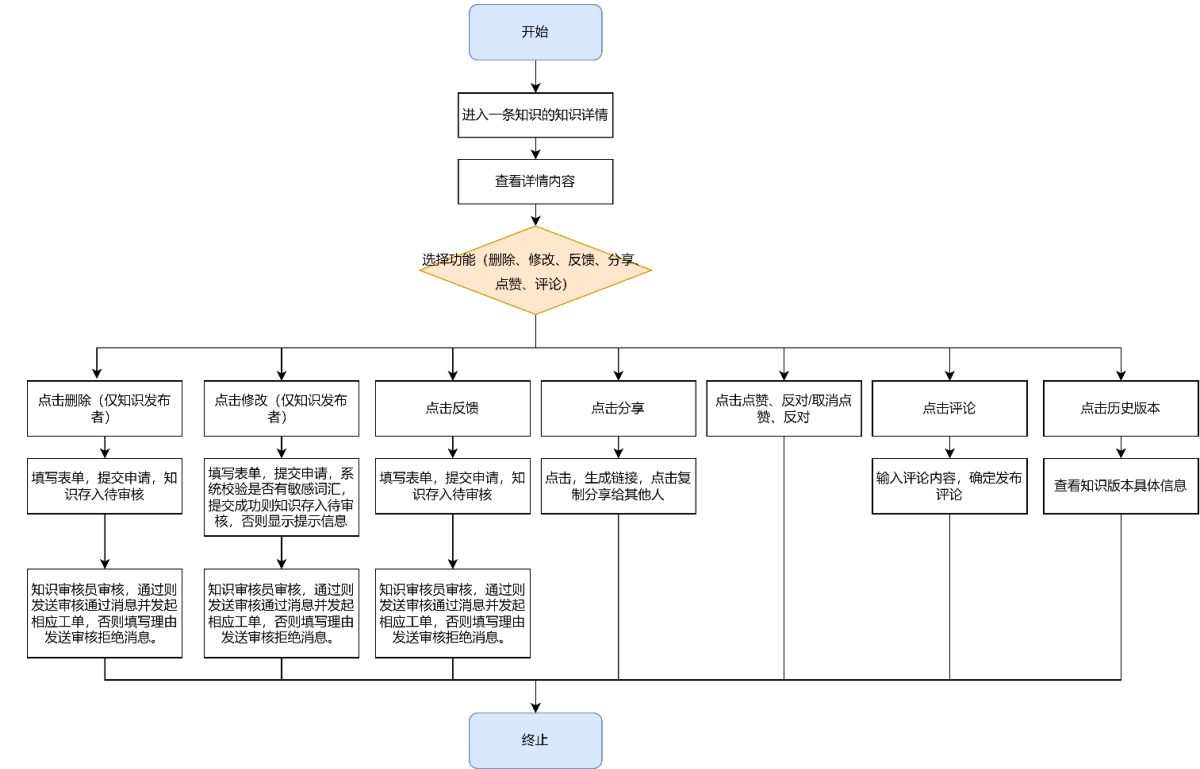 开始
进入一条知识的知识详情
查看详情内容
选择功能（删除、修改、反馈、分享、
点赞、评论）
点击删除（仅知识发布
者）
点击修改（仅知识发布
者）
点击反馈
点击分享
点击点赞、反对/取消点
赞、反对
点击评论
点击历史版本
填写表单，提交申请，知
识存入待审核
填写表单，提交申请，系
统校验是否有敏感词汇，
提交成功则知识存入待审
核，否则显示提示信息
填写表单，提交申请，知
识存入待审核
点击，生成链接，点击复
制分享给其他人
输入评论内容，确定发布
评论
查看知识版本具体信息
知识审核员审核，通过则
发送审核通过消息并发起
相应工单，否则填写理由
发送审核拒绝消息。
知识审核员审核，通过则
发送审核通过消息并发起
相应工单，否则填写理由
发送审核拒绝消息。
知识审核员审核，通过则
发送审核通过消息并发起
相应工单，否则填写理由
发送审核拒绝消息。
终止